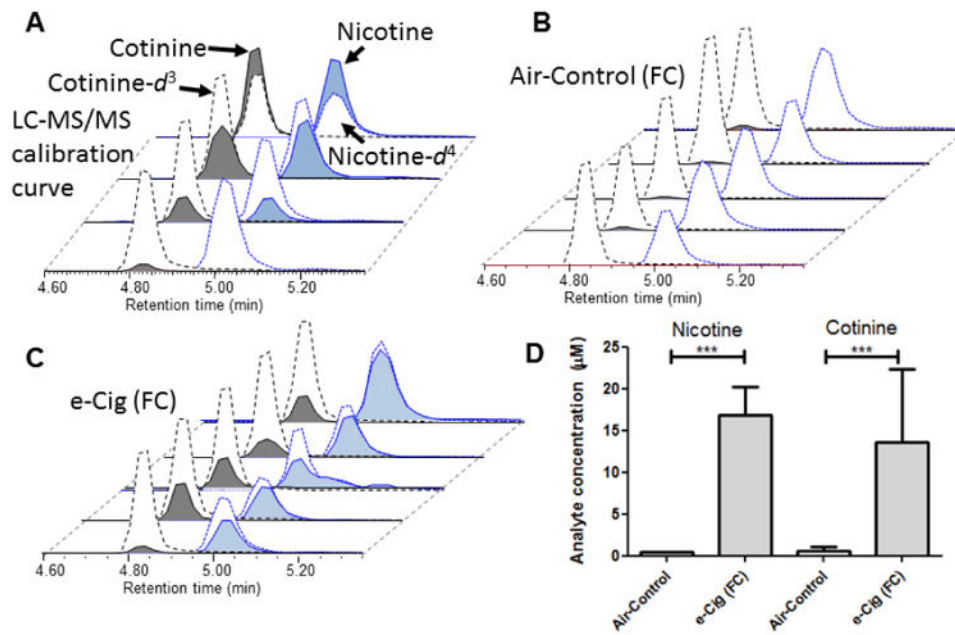 A
Cotinine
Nicotine
Cotinine-d³
LC-MS/MS
calibration
curve
Nicotine-d⁴
4.60 4.80 5.00 5.20
Retention time (min)
B
Air-Control (FC)
4.60 4.80 5.00 5.20
Retention time (min)
C
e-Cig (FC)
4.60 4.80 5.00 5.20
Retention time (min)
D
Nicotine Cotinine
*** ***
Analyte concentration (µM)
25
20
15
10
5
0
Air-Control
e-Cig (FC)
Air-Control
e-Cig (FC)